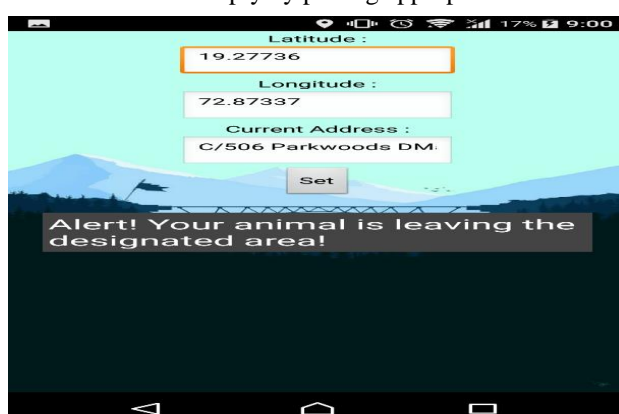 17% 9:00
Latitude :
19.27736
Longitude :
72.87337
Current Address :
C/506 Parkwoods DM
Set
Alert! Your animal is leaving the
designated area!